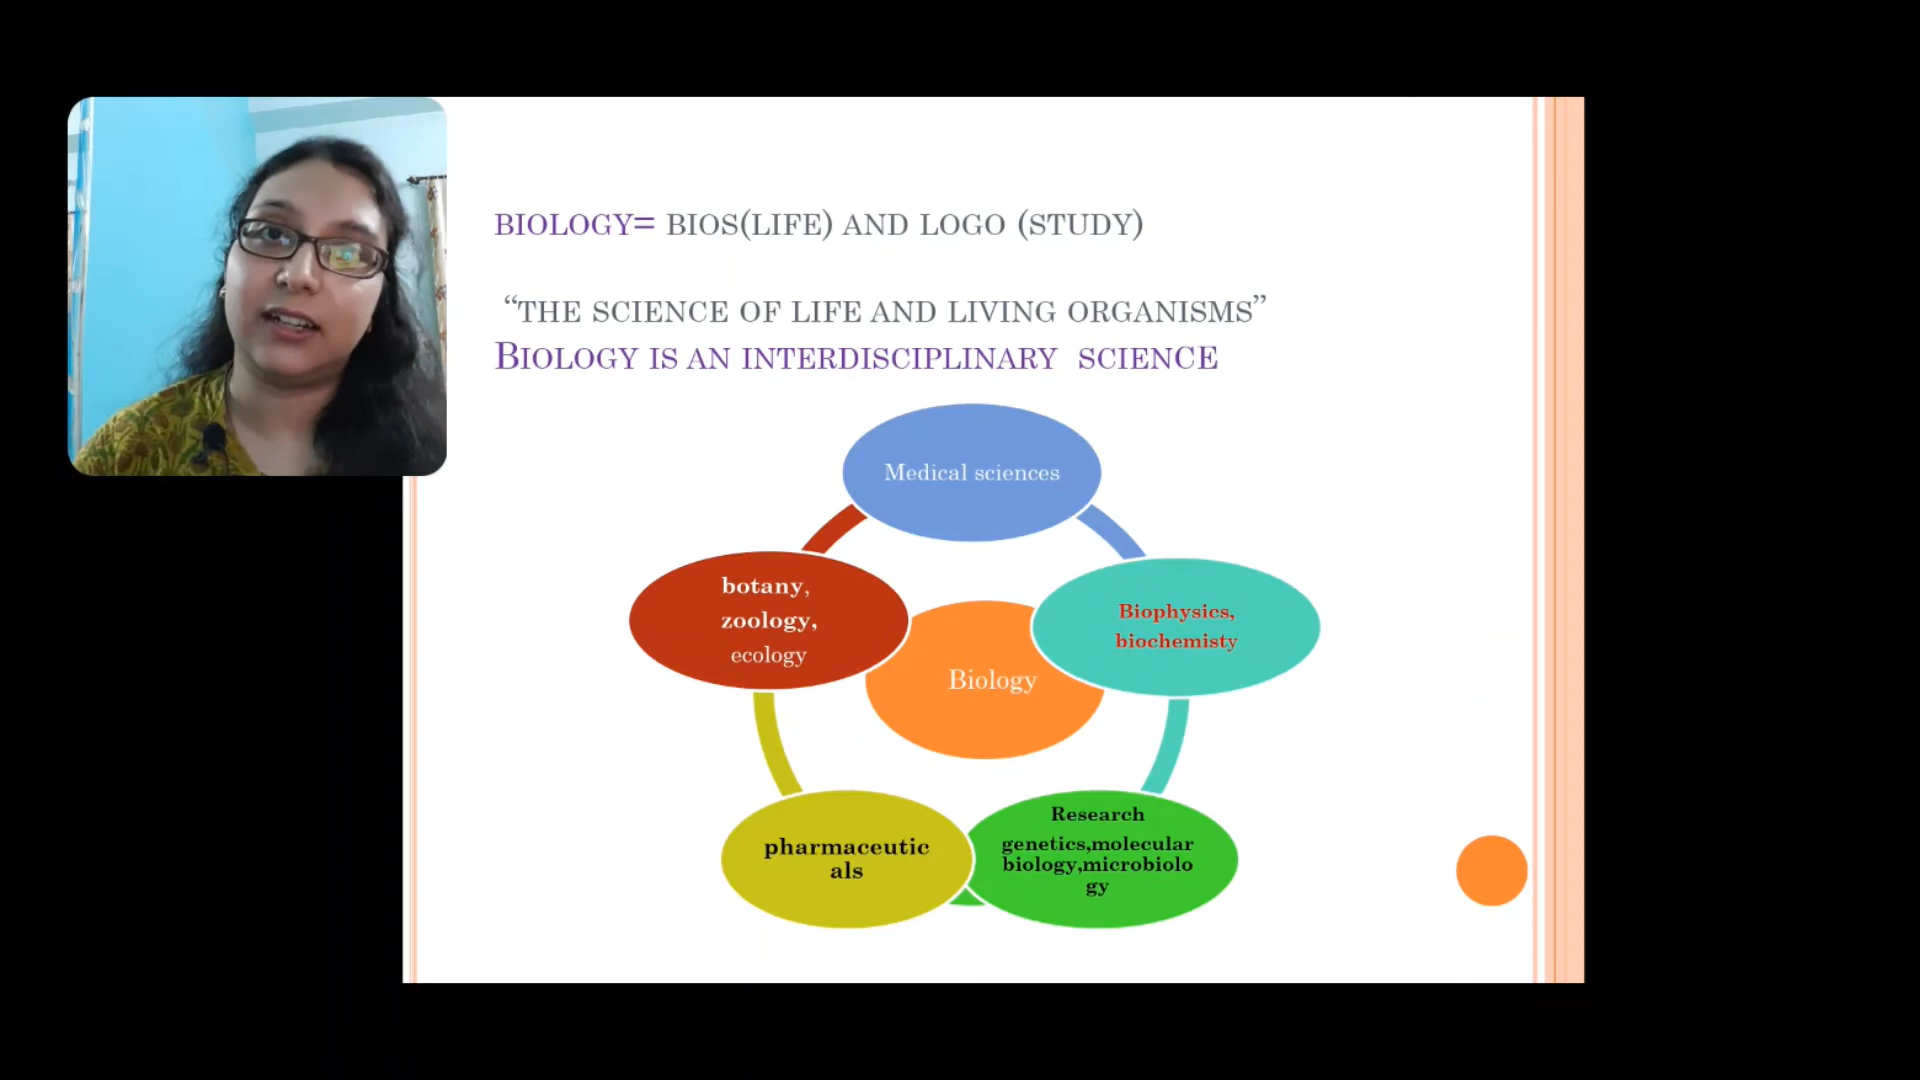 BIOLOGY= BIOS(LIFE) AND LOGO (STUDY)
“THE SCIENCE OF LIFE AND LIVING ORGANISMS”
BIOLOGY IS AN INTERDISCIPLINARY SCIENCE
Medical sciences
botany,
zoology,
ecology
Biophysics,
biochemisty
Biology
pharmaceutic
als
Research
genetics,molecular
biology,microbiolo
gy